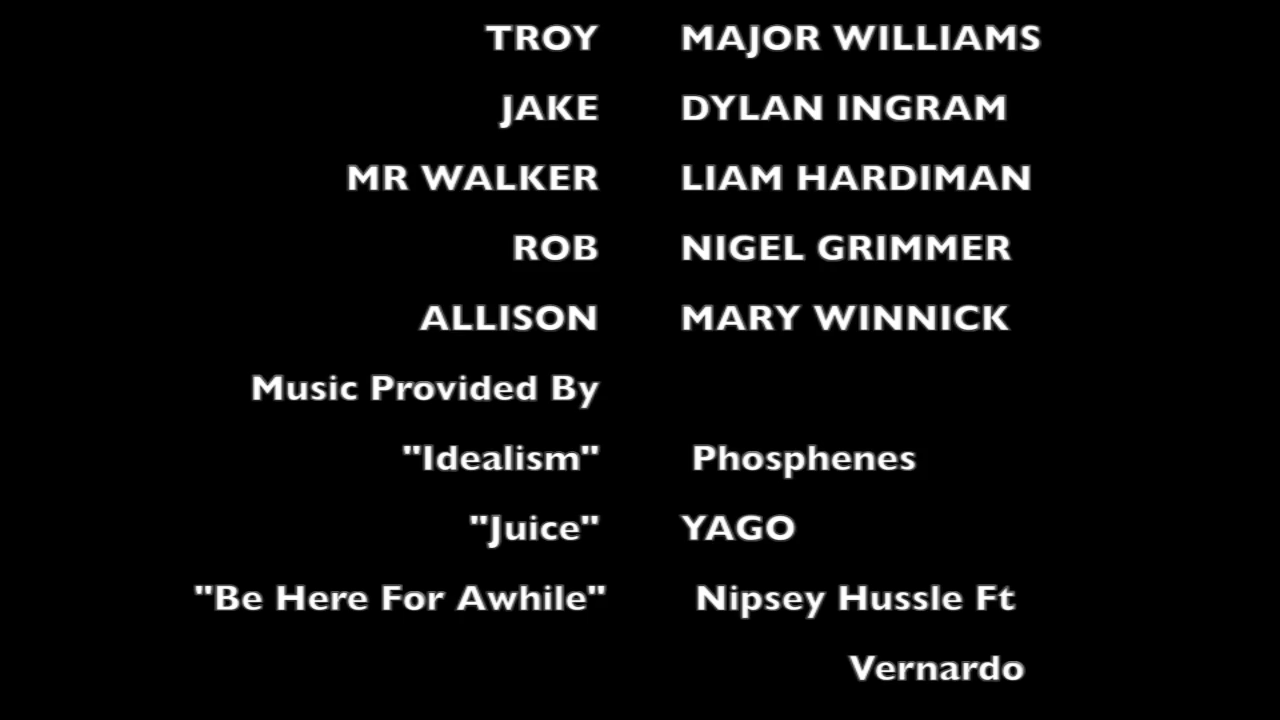 TROY MAJOR WILLIAMS
JAKE DYLAN INGRAM
MR WALKER LIAM HARDIMAN
ROB NIGEL GRIMMER
ALLISON MARY WINNICK
Music Provided By
"Idealism" Phosphenes
"Juice" YAGO
"Be Here For Awhile" Nipsey Hussle Ft
Vernardo